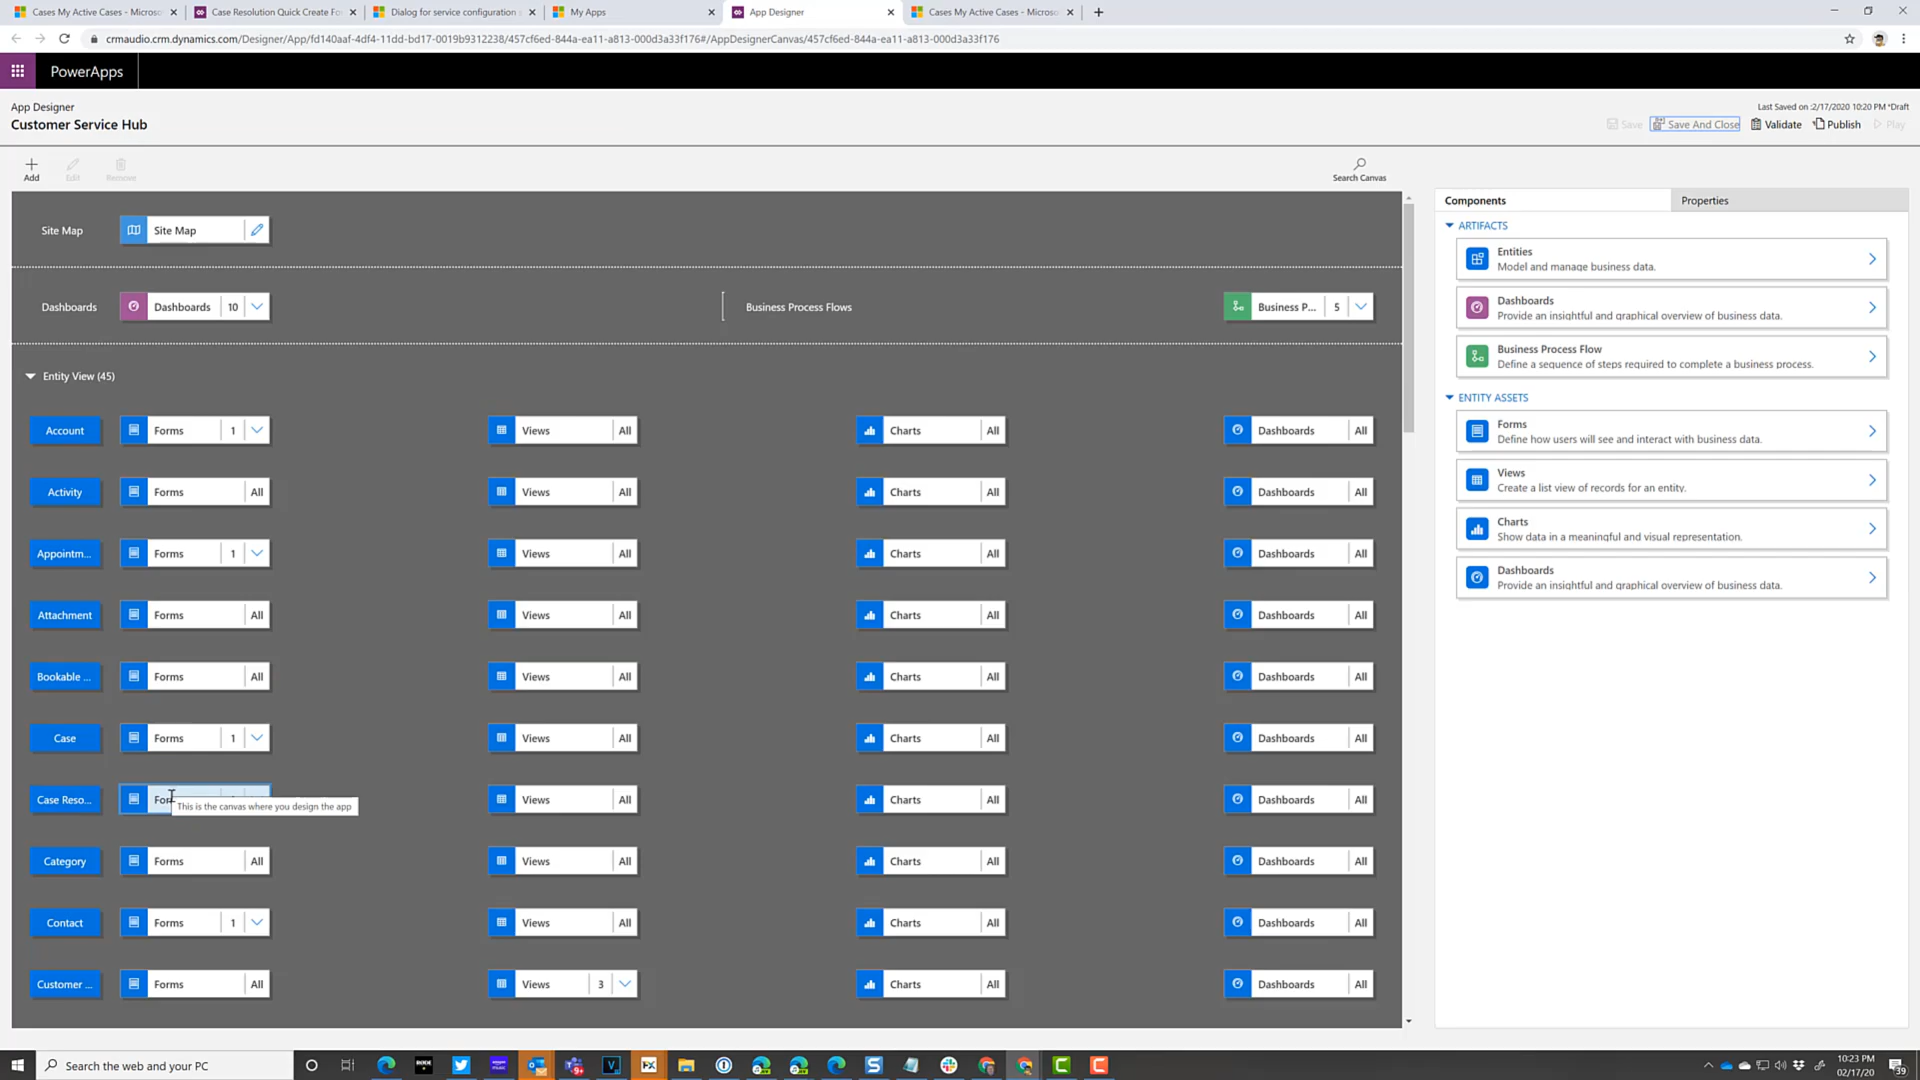 Cases My Active Cases - Microso
Case Resolution Quick Create Fo
Dialog for service configuration
My Apps
App Designer
Cases My Active Cases - Microso
crmaudio.crm.dynamics.com/Designer/App/fd140aaf-4df4-11dd-bd17-0019b9312238/457cf6ed-844a-ea11-a813-000d3a33f176#/AppDesignerCanvas/457cf6ed-844a-ea11-a813-000d3a33f176
PowerApps
App Designer
Customer Service Hub
Last Saved on :2/17/2020 10:20 PM *Draft
Save Save And Close Validate Publish Play
Add Edit Remove
Search Canvas
Site Map Site Map
Dashboards Dashboards 10 Business Process Flows Business P... 5
Entity View (45)
Account Forms 1 Views All Charts All Dashboards All
Activity Forms All Views All Charts All Dashboards All
Appointm... Forms 1 Views All Charts All Dashboards All
Attachment Forms All Views All Charts All Dashboards All
Bookable ... Forms All Views All Charts All Dashboards All
Case Forms 1 Views All Charts All Dashboards All
Case Reso... Views All Charts All Dashboards All
This is the canvas where you design the app
Category Forms All Views All Charts All Dashboards All
Contact Forms 1 Views All Charts All Dashboards All
Customer ... Forms All Views 3 Charts All Dashboards All
Components Properties
ARTIFACTS
Entities
Model and manage business data.
Dashboards
Provide an insightful and graphical overview of business data.
Business Process Flow
Define a sequence of steps required to complete a business process.
ENTITY ASSETS
Forms
Define how users will see and interact with business data.
Views
Create a list view of records for an entity.
Charts
Show data in a meaningful and visual representation.
Dashboards
Provide an insightful and graphical overview of business data.
Search the web and your PC
10:23 PM
02/17/20
39